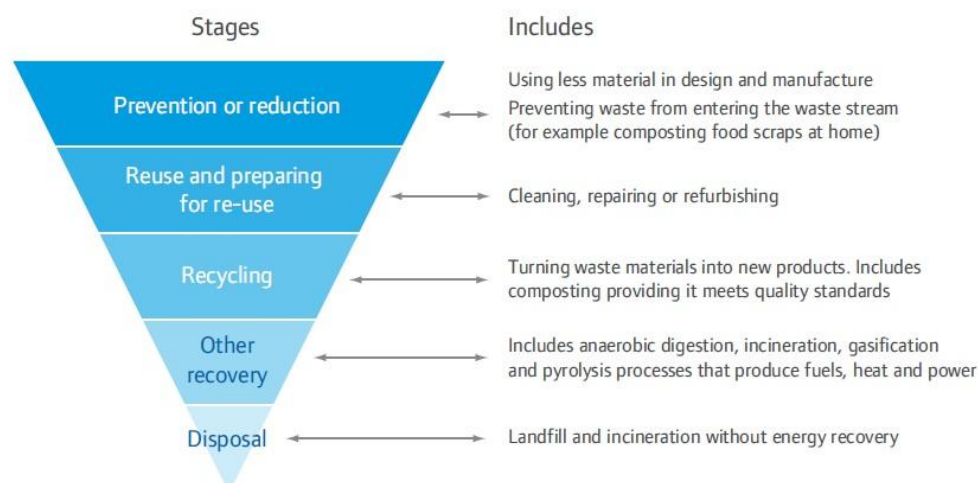 Stages
Includes
Prevention or reduction
Using less material in design and manufacture
Preventing waste from entering the waste stream
(for example composting food scraps at home)
Reuse and preparing
for re-use
Cleaning, repairing or refurbishing
Recycling
Turning waste materials into new products. Includes
composting providing it meets quality standards
Other
recovery
Includes anaerobic digestion, incineration, gasification
and pyrolysis processes that produce fuels, heat and power
Disposal
Landfill and incineration without energy recovery